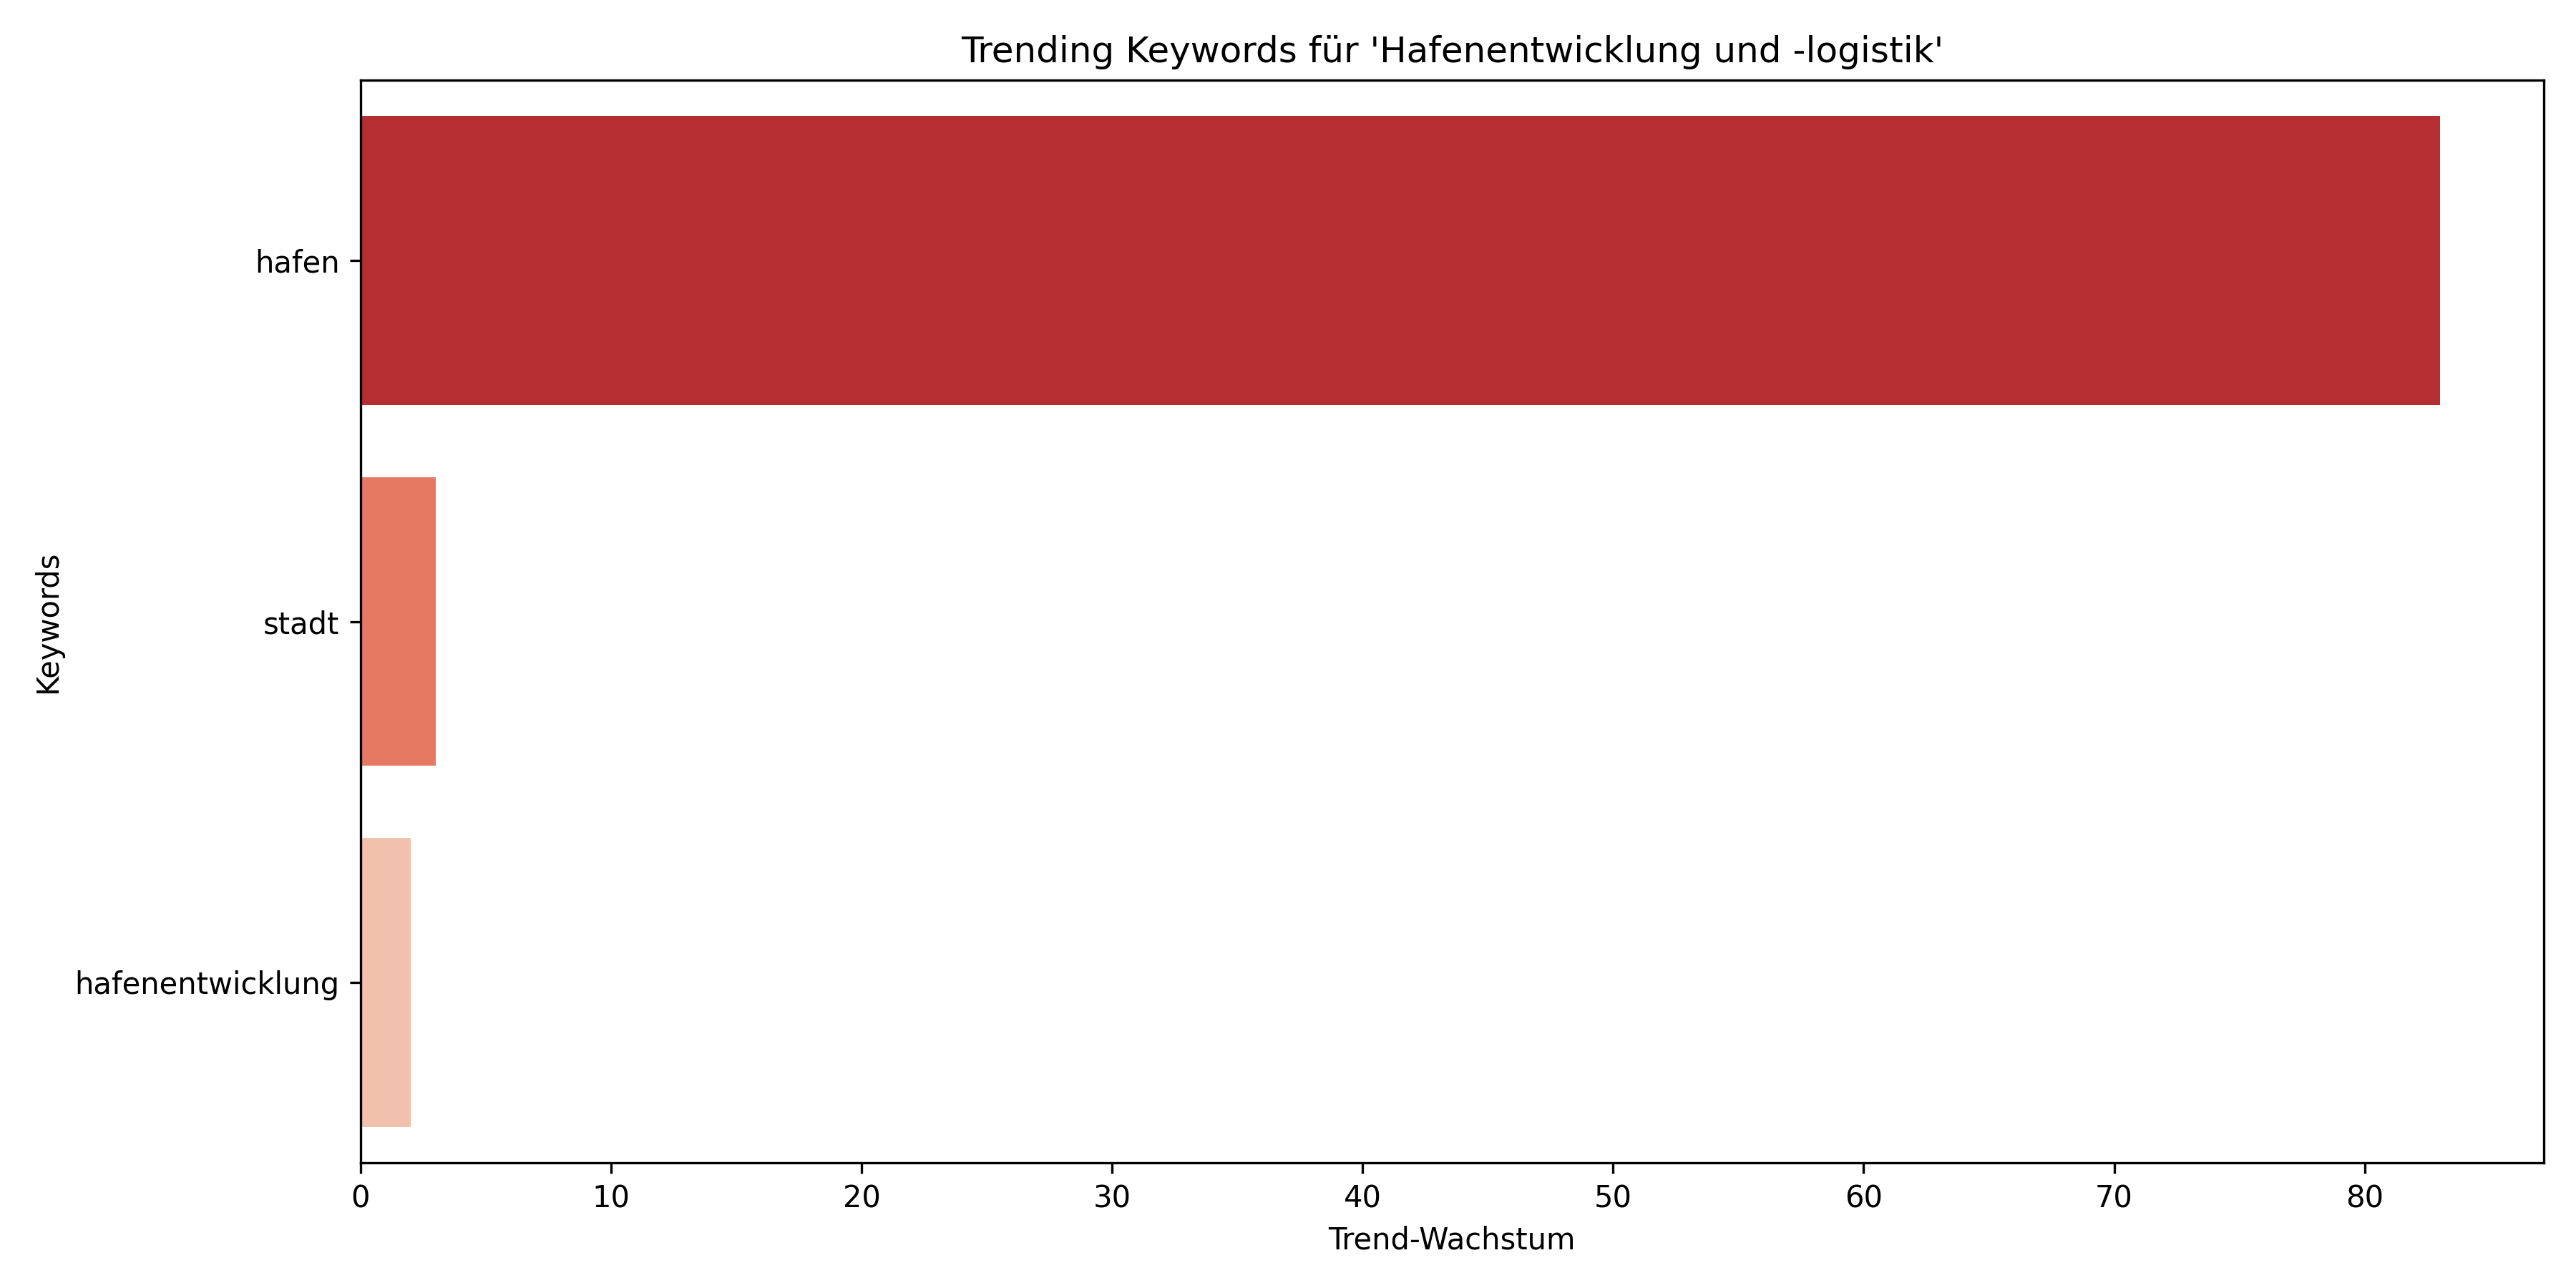 Trending Keywords für 'Hafenentwicklung und -logistik'
Keywords
hafen
stadt
hafenentwicklung
0 10 20 30 40 50 60 70 80
Trend-Wachstum